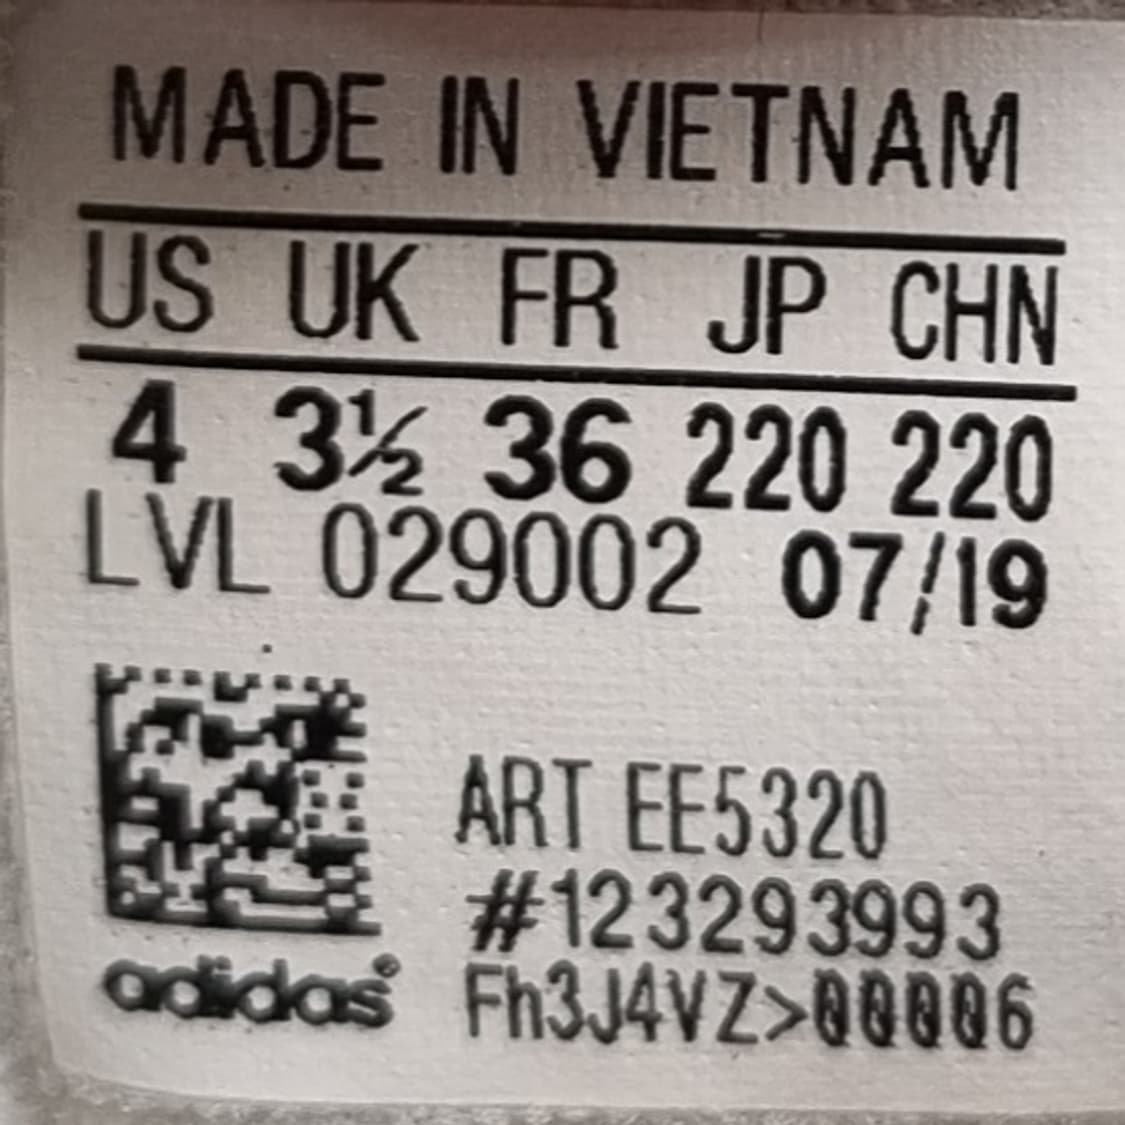 MADE IN VIETNAM
US UK FR JP CHN
4 3½ 36 220 220
LVL 029002 07/19
ART EE5320
#123293993
adidas® Fh3J4VZ>00006